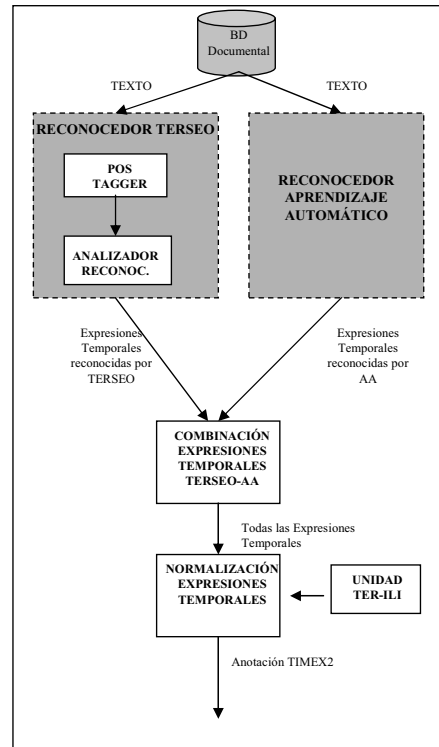 BD
Documental
TEXTO
TEXTO
RECONOCEDOR TERSEO
POS
TAGGER
ANALIZADOR
RECONOC.
RECONOCEDOR
APRENDIZAJE
AUTOMÁTICO
Expresiones
Temporales
reconocidas por
TERSEO
Expresiones
Temporales
reconocidas por
AA
COMBINACIÓN
EXPRESIONES
TEMPORALES
TERSEO-AA
Todas las Expresiones
Temporales
NORMALIZACIÓN
EXPRESIONES
TEMPORALES
UNIDAD
TER-ILI
Anotación TIMEX2